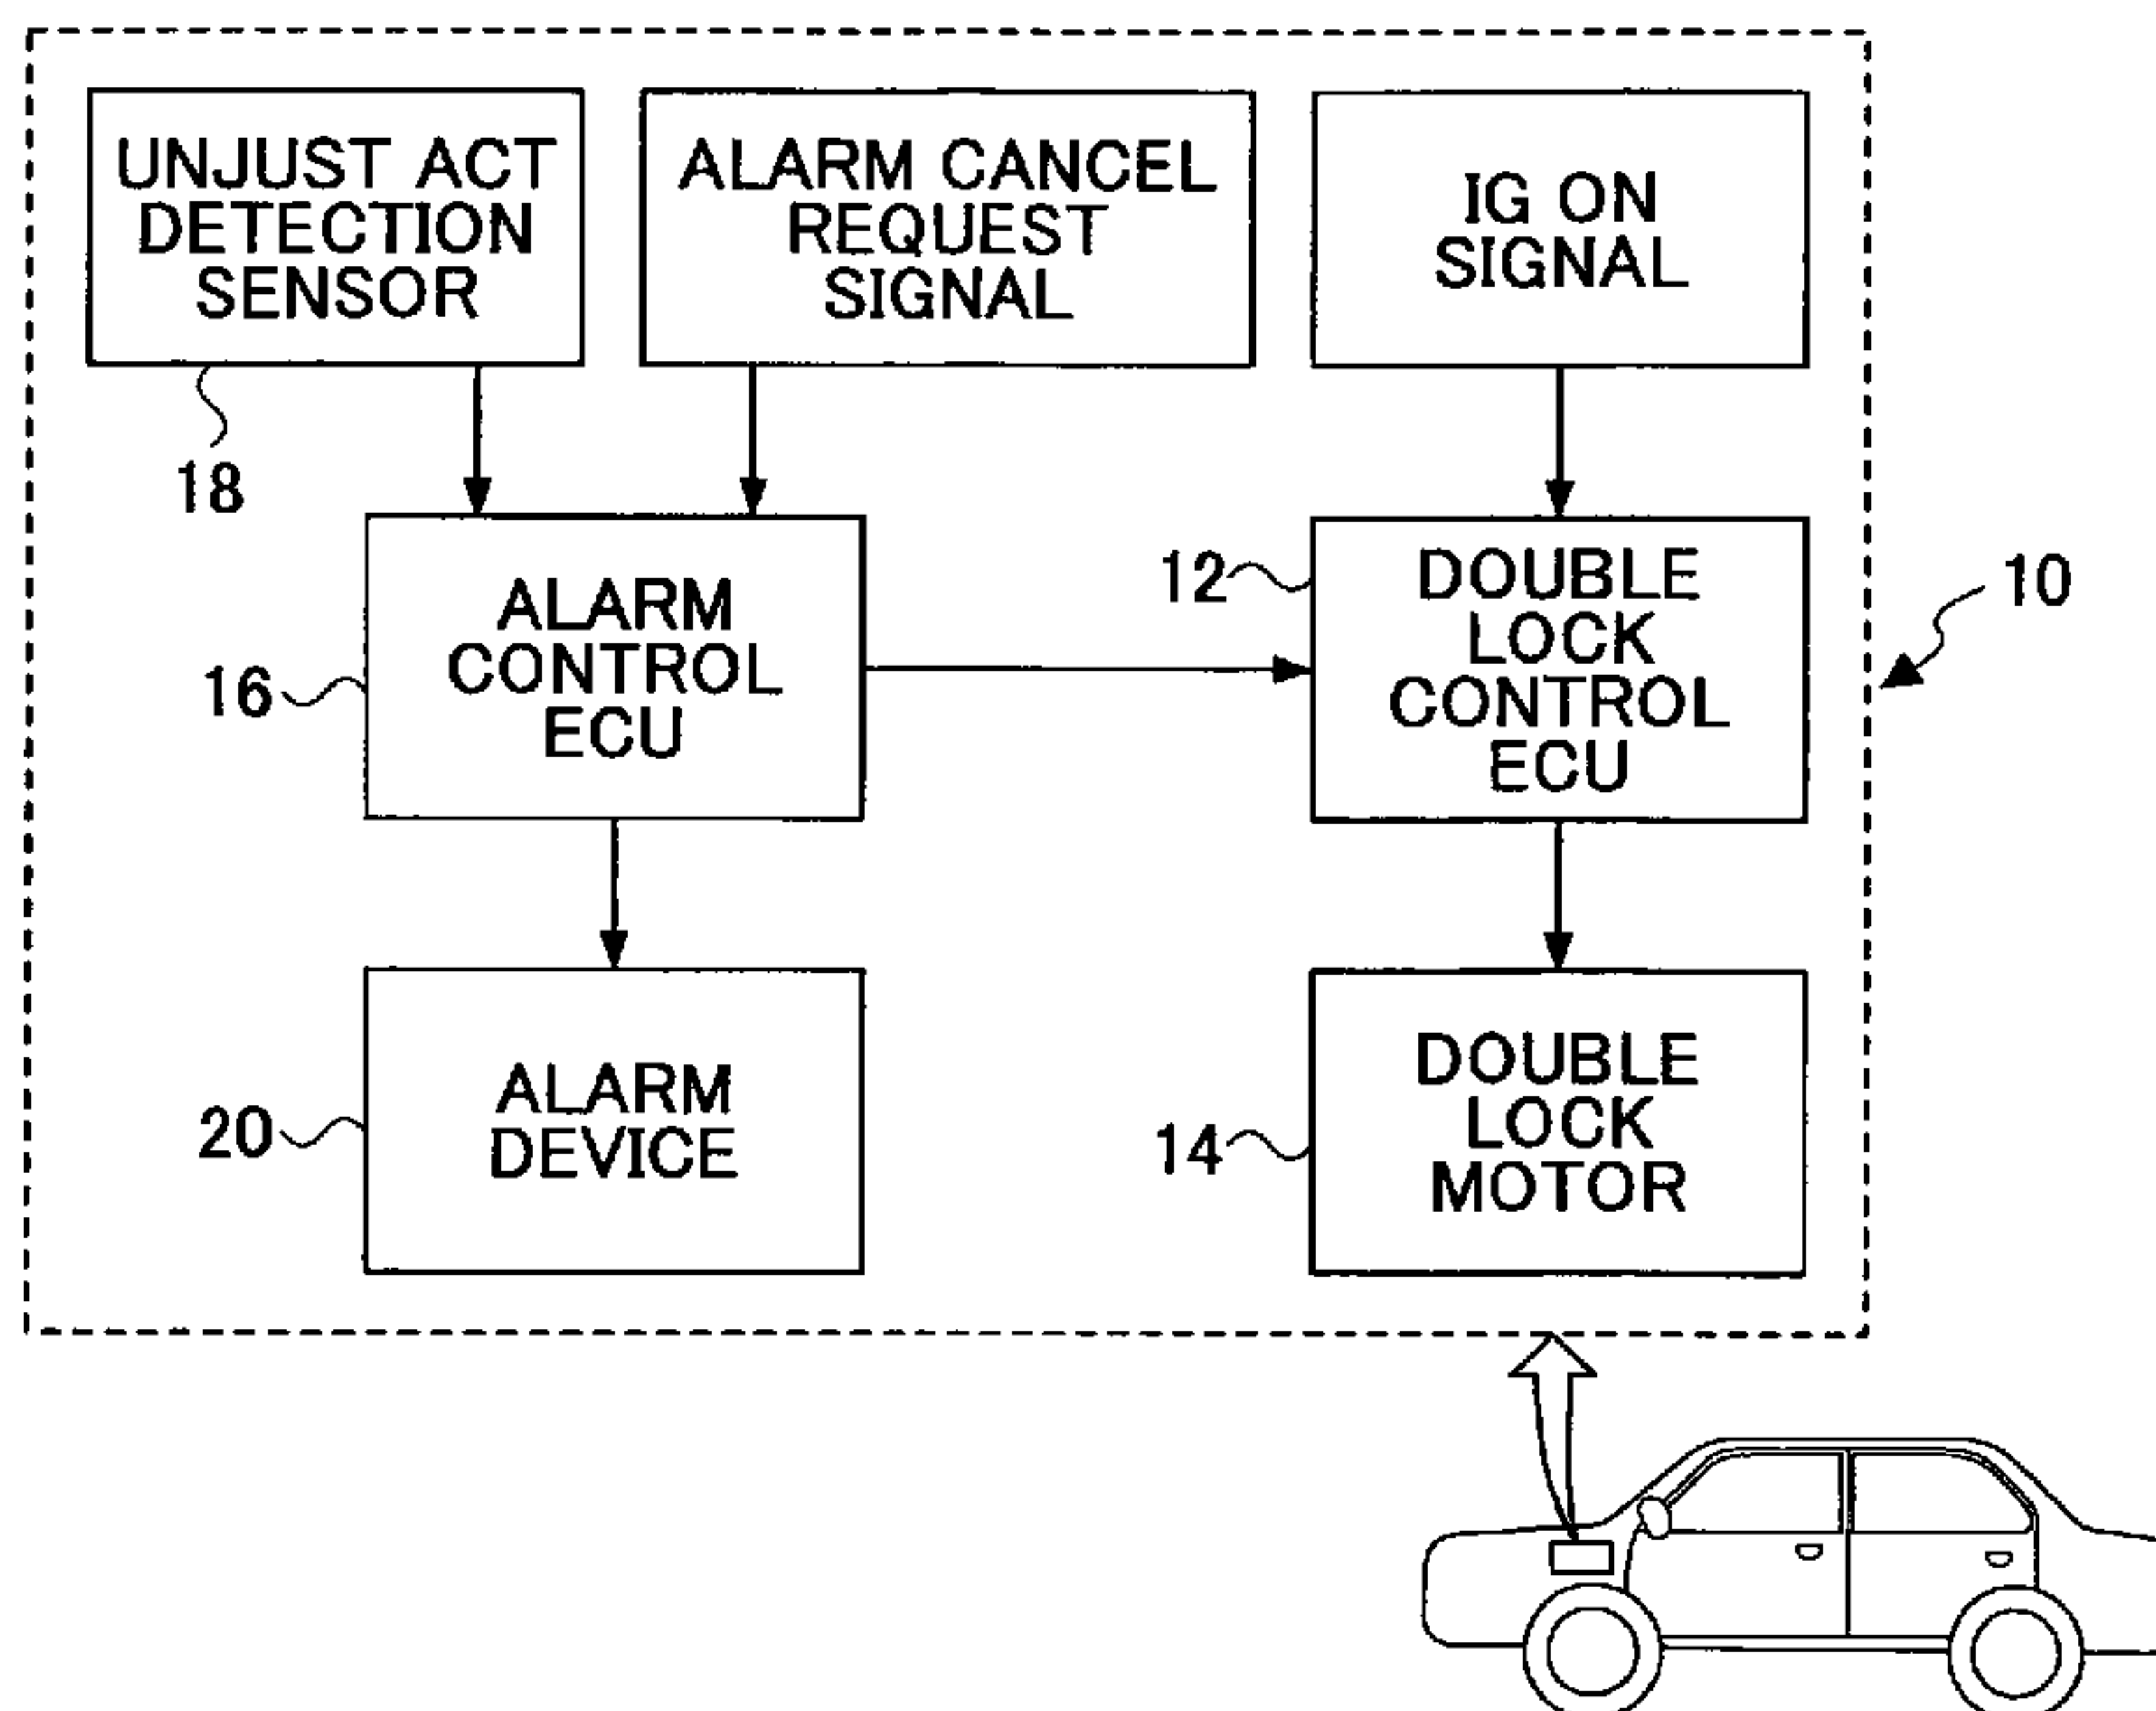 UNJUST ACT
DETECTION
SENSOR
ALARM CANCEL
REQUEST
SIGNAL
IG ON
SIGNAL
18
ALARM
CONTROL
ECU
16
12
DOUBLE
LOCK
CONTROL
ECU
10
ALARM
DEVICE
20
14
DOUBLE
LOCK
MOTOR